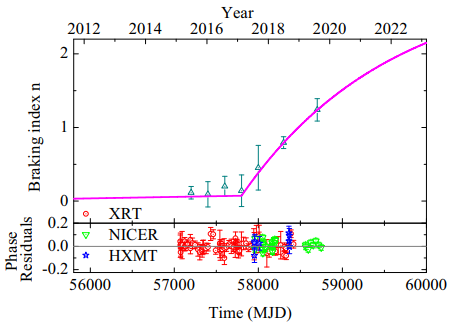 Year
2012 2014 2016 2018 2020 2022
Braking index n
2
1
0
XRT
NICER
HXMT
Phase
Residuals
0.2
0.0
-0.2
56000 57000 58000 59000 60000
Time (MJD)